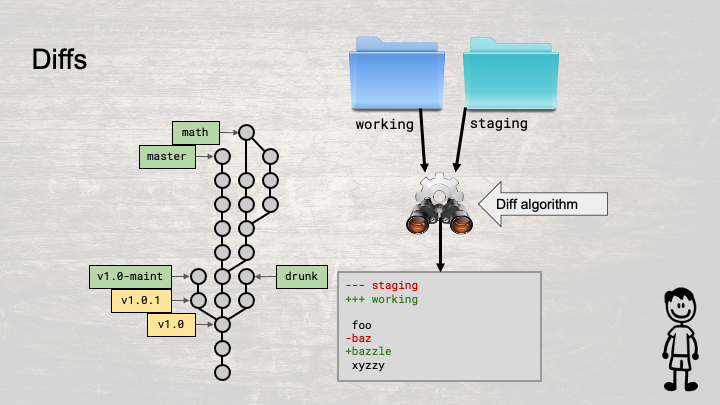 Diffs
working
staging
math
master
Diff algorithm
v1.0-maint
drunk
v1.0.1
v1.0
--- staging
+++ working
foo
-baz
+bazzle
xyzzy